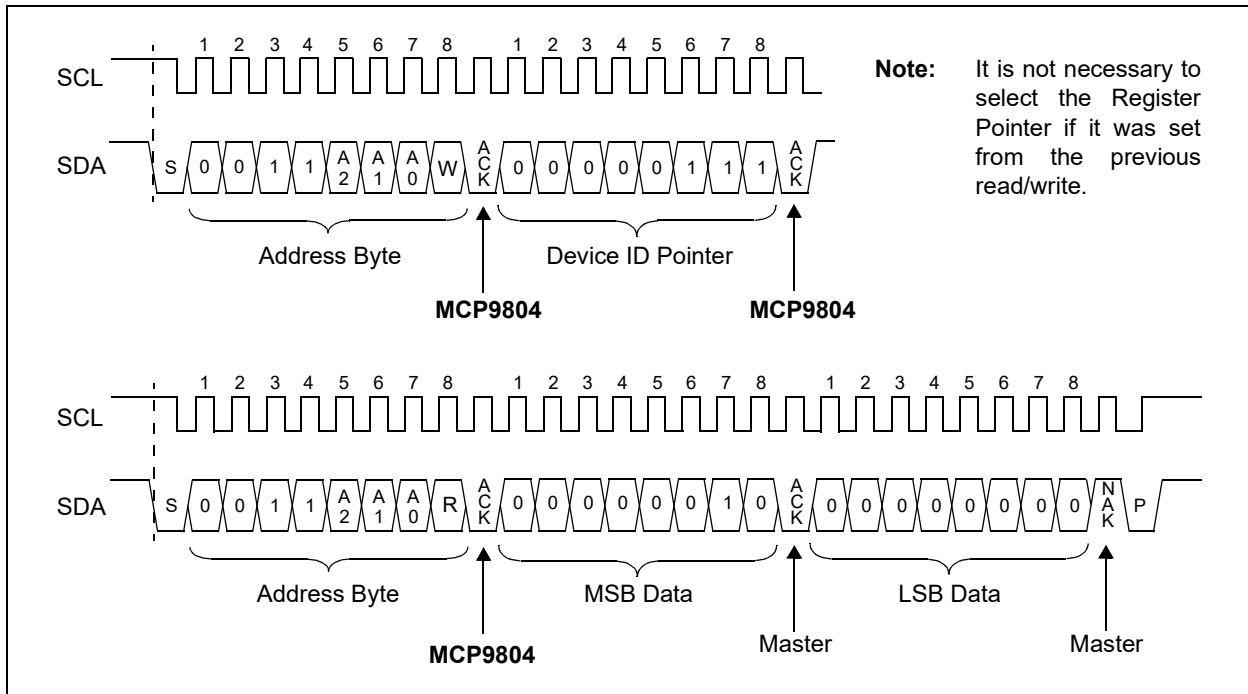 1 2 3 4 5 6 7 8 1 2 3 4 5 6 7 8
SCL
SDA
S 0 0 1 1 A2 A1 A0 W ACK 0 0 0 0 0 1 1 1 ACK
Address Byte
Device ID Pointer
MCP9804
MCP9804
Note: It is not necessary to
select the Register
Pointer if it was set
from the previous
read/write.
1 2 3 4 5 6 7 8 1 2 3 4 5 6 7 8 1 2 3 4 5 6 7 8
SCL
SDA
S 0 0 1 1 A2 A1 A0 R ACK 0 0 0 0 0 0 1 0 ACK 0 0 0 0 0 0 0 0 NAK P
Address Byte
MSB Data
LSB Data
MCP9804
Master
Master